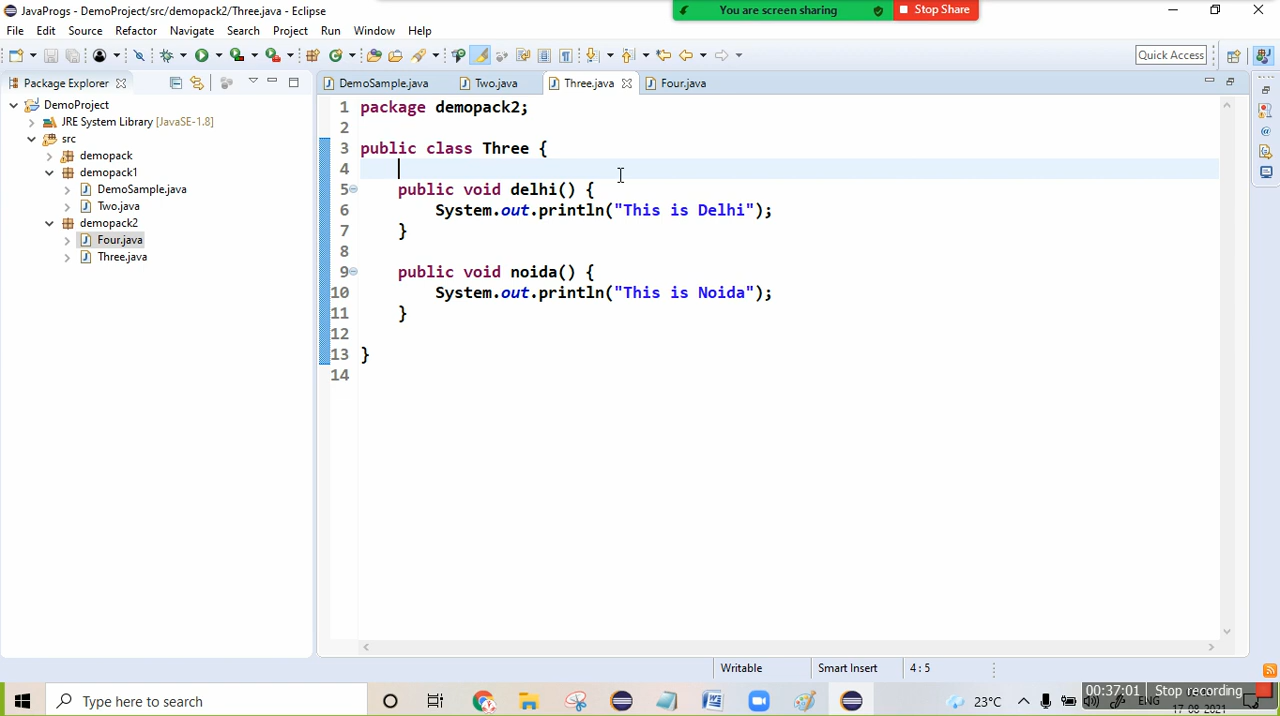 JavaProgs - DemoProject/src/demopack2/Three.java - Eclipse
You are screen sharing
Stop Share
File Edit Source Refactor Navigate Search Project Run Window Help
Quick Access
Package Explorer
DemoSample.java Two.java Three.java Four.java
DemoProject
JRE System Library [JavaSE-1.8]
src
demopack
demopack1
DemoSample.java
Two.java
demopack2
Four.java
Three.java
1 package demopack2;
2
3 public class Three {
4
5 public void delhi() {
6 System.out.println("This is Delhi");
7 }
8
9 public void noida() {
10 System.out.println("This is Noida");
11 }
12
13 }
14
Writable Smart Insert 4 : 5
Type here to search
23°C
ENG
17-08-2021
00:37:01 Stop recording